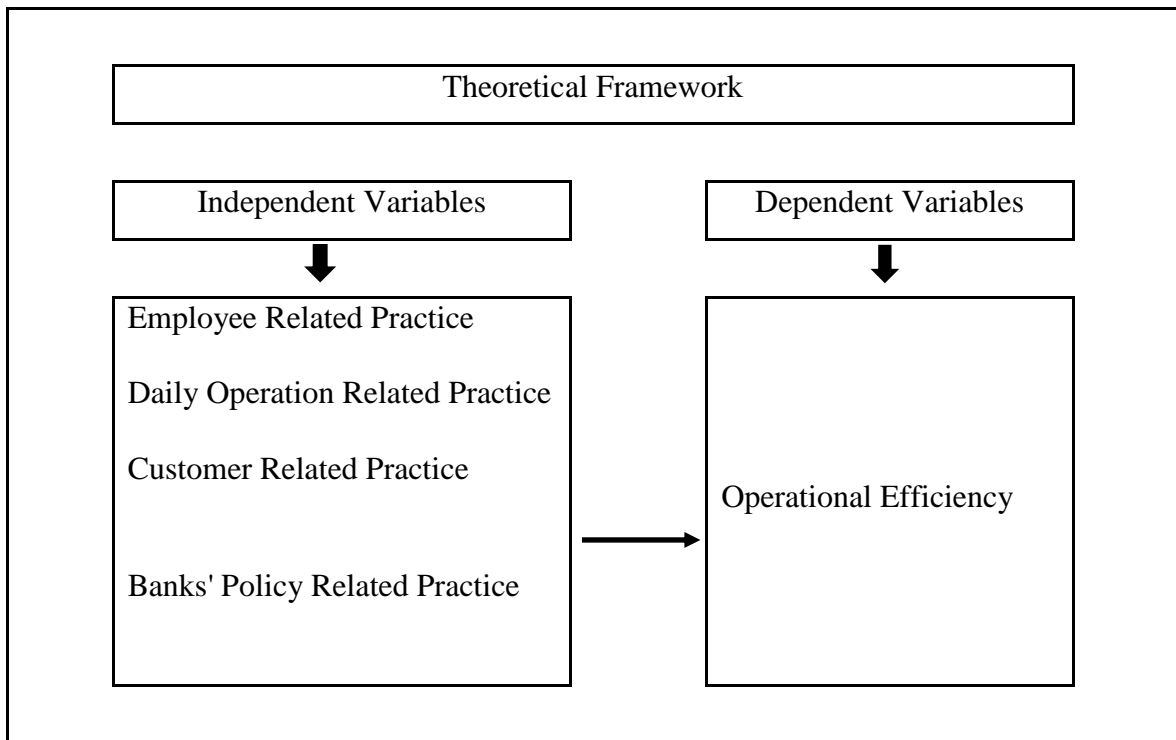 Theoretical Framework
Independent Variables
Dependent Variables
Employee Related Practice
Daily Operation Related Practice
Customer Related Practice
Banks' Policy Related Practice
Operational Efficiency